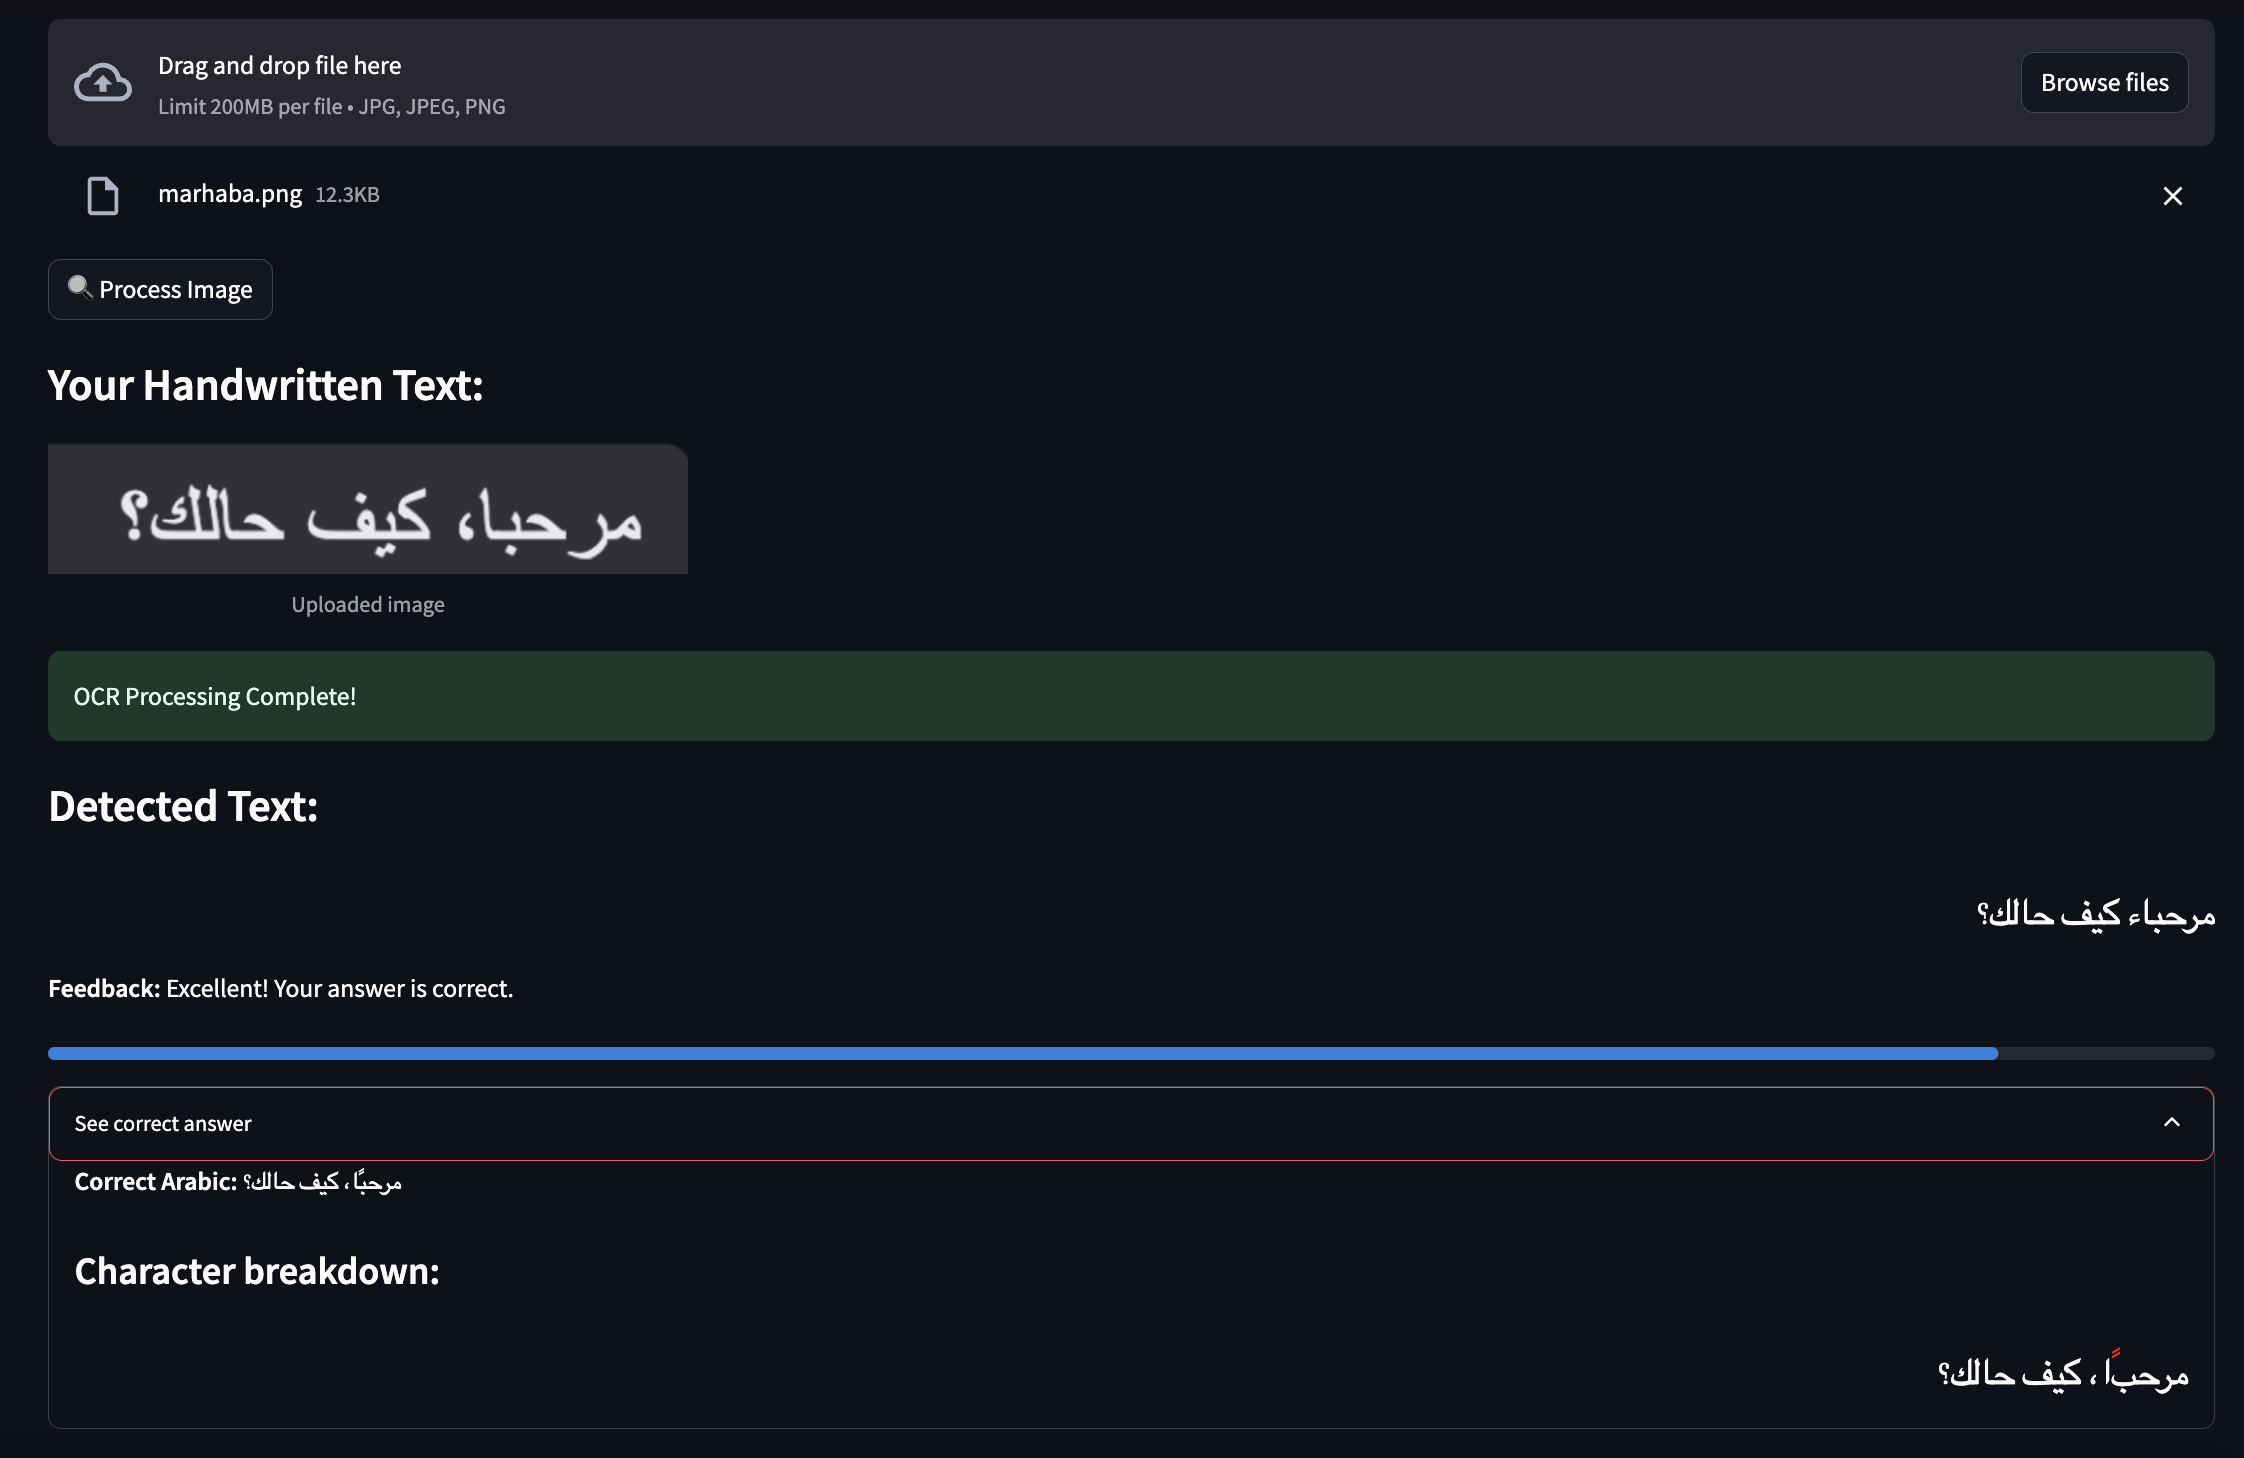 Drag and drop file here
Limit 200MB per file • JPG, JPEG, PNG
Browse files
marhaba.png 12.3KB
🔍 Process Image
Your Handwritten Text:
مرحبا، كيف حالك؟
Uploaded image
OCR Processing Complete!
Detected Text:
مرحباء كيف حالك؟
Feedback: Excellent! Your answer is correct.
See correct answer
Correct Arabic: مرحبًا، كيف حالك؟
Character breakdown:
مرحبًا، كيف حالك؟